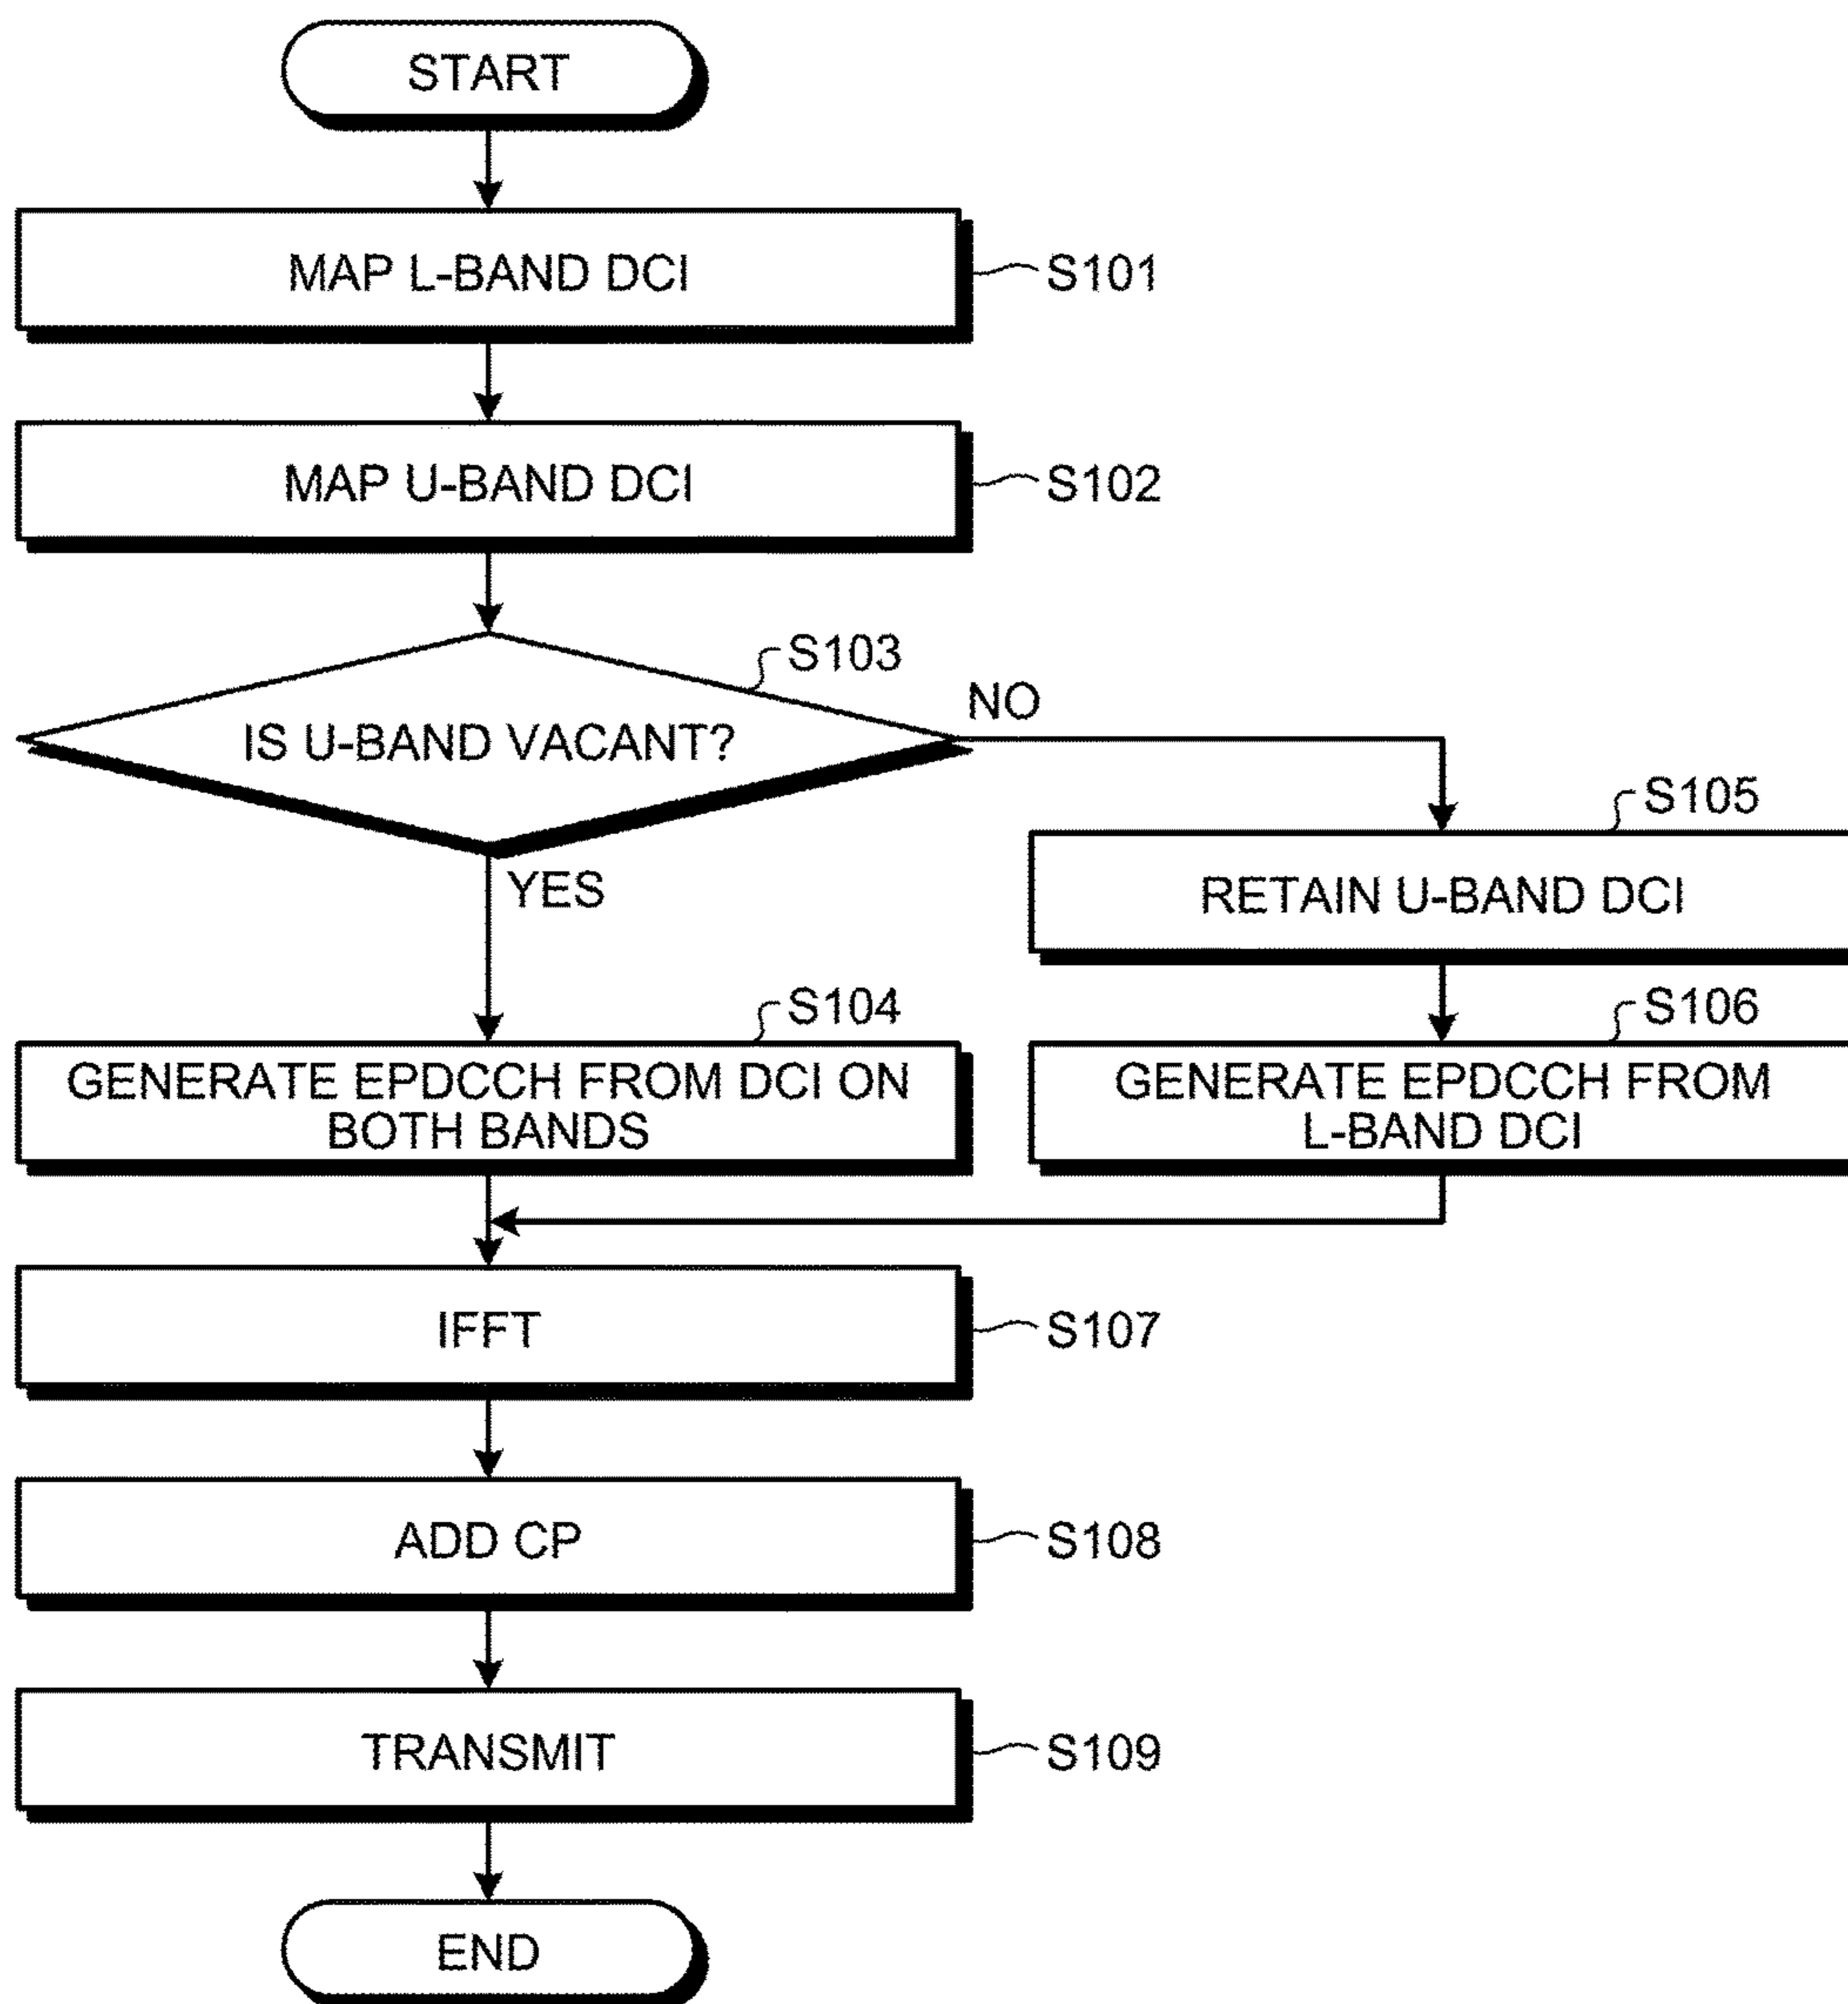 START
MAP L-BAND DCI
S101
MAP U-BAND DCI
S102
S103
IS U-BAND VACANT?
NO
YES
S105
RETAIN U-BAND DCI
S104
GENERATE EPDCCH FROM DCI ON
BOTH BANDS
S106
GENERATE EPDCCH FROM
L-BAND DCI
IFFT
S107
ADD CP
S108
TRANSMIT
S109
END